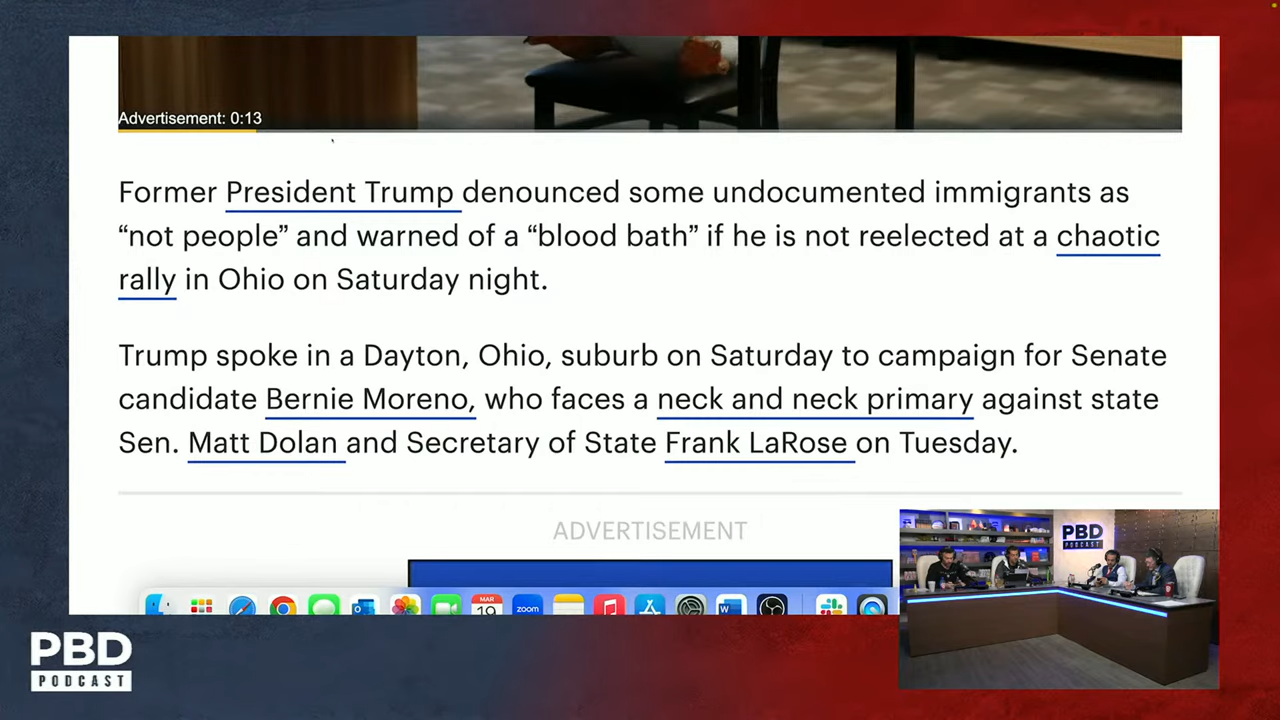 Advertisement: 0:13
Former President Trump denounced some undocumented immigrants as
“not people” and warned of a “blood bath” if he is not reelected at a chaotic
rally in Ohio on Saturday night.
Trump spoke in a Dayton, Ohio, suburb on Saturday to campaign for Senate
candidate Bernie Moreno, who faces a neck and neck primary against state
Sen. Matt Dolan and Secretary of State Frank LaRose on Tuesday.
ADVERTISEMENT
PBD
PODCAST
MAR
19
zoom
W
PBD
PODCAST